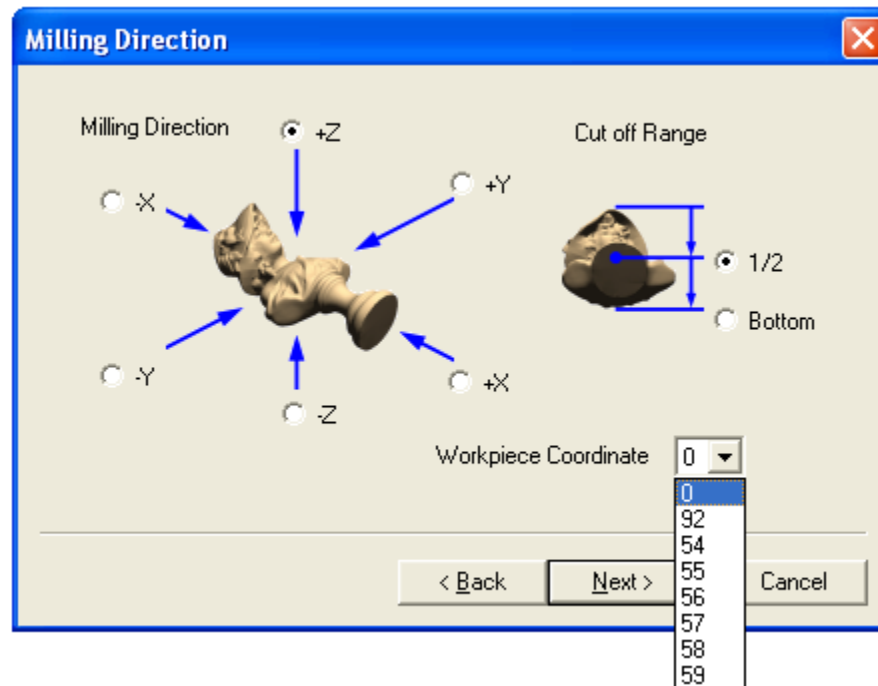 Milling Direction
Milling Direction
+Z
Cut off Range
-X
+Y
1/2
Bottom
-Y
+X
-Z
Workpiece Coordinate 0
0
92
54
55
56
57
58
59
< Back Next > Cancel